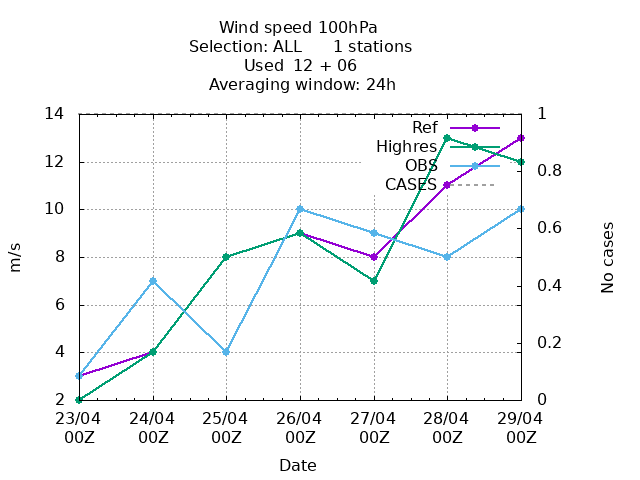 Wind speed 100hPa
Selection: ALL 1 stations
Used 12 + 06
Averaging window: 24h
14
12
10
8
6
4
2
m/s
1
0.8
0.6
0.4
0.2
0
No cases
Ref
Highres
OBS
CASES
23/04 24/04 25/04 26/04 27/04 28/04 29/04
00Z 00Z 00Z 00Z 00Z 00Z 00Z
Date